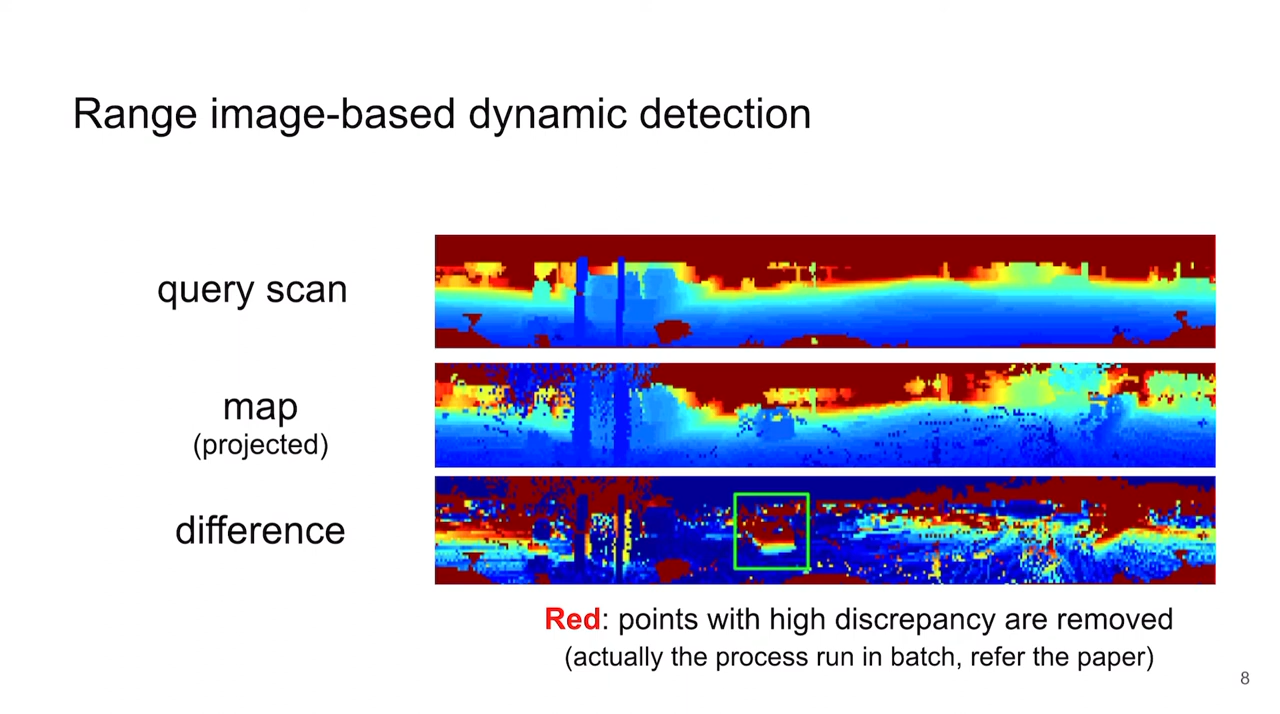 Range image-based dynamic detection
query scan
map
(projected)
difference
Red: points with high discrepancy are removed
(actually the process run in batch, refer the paper)
8